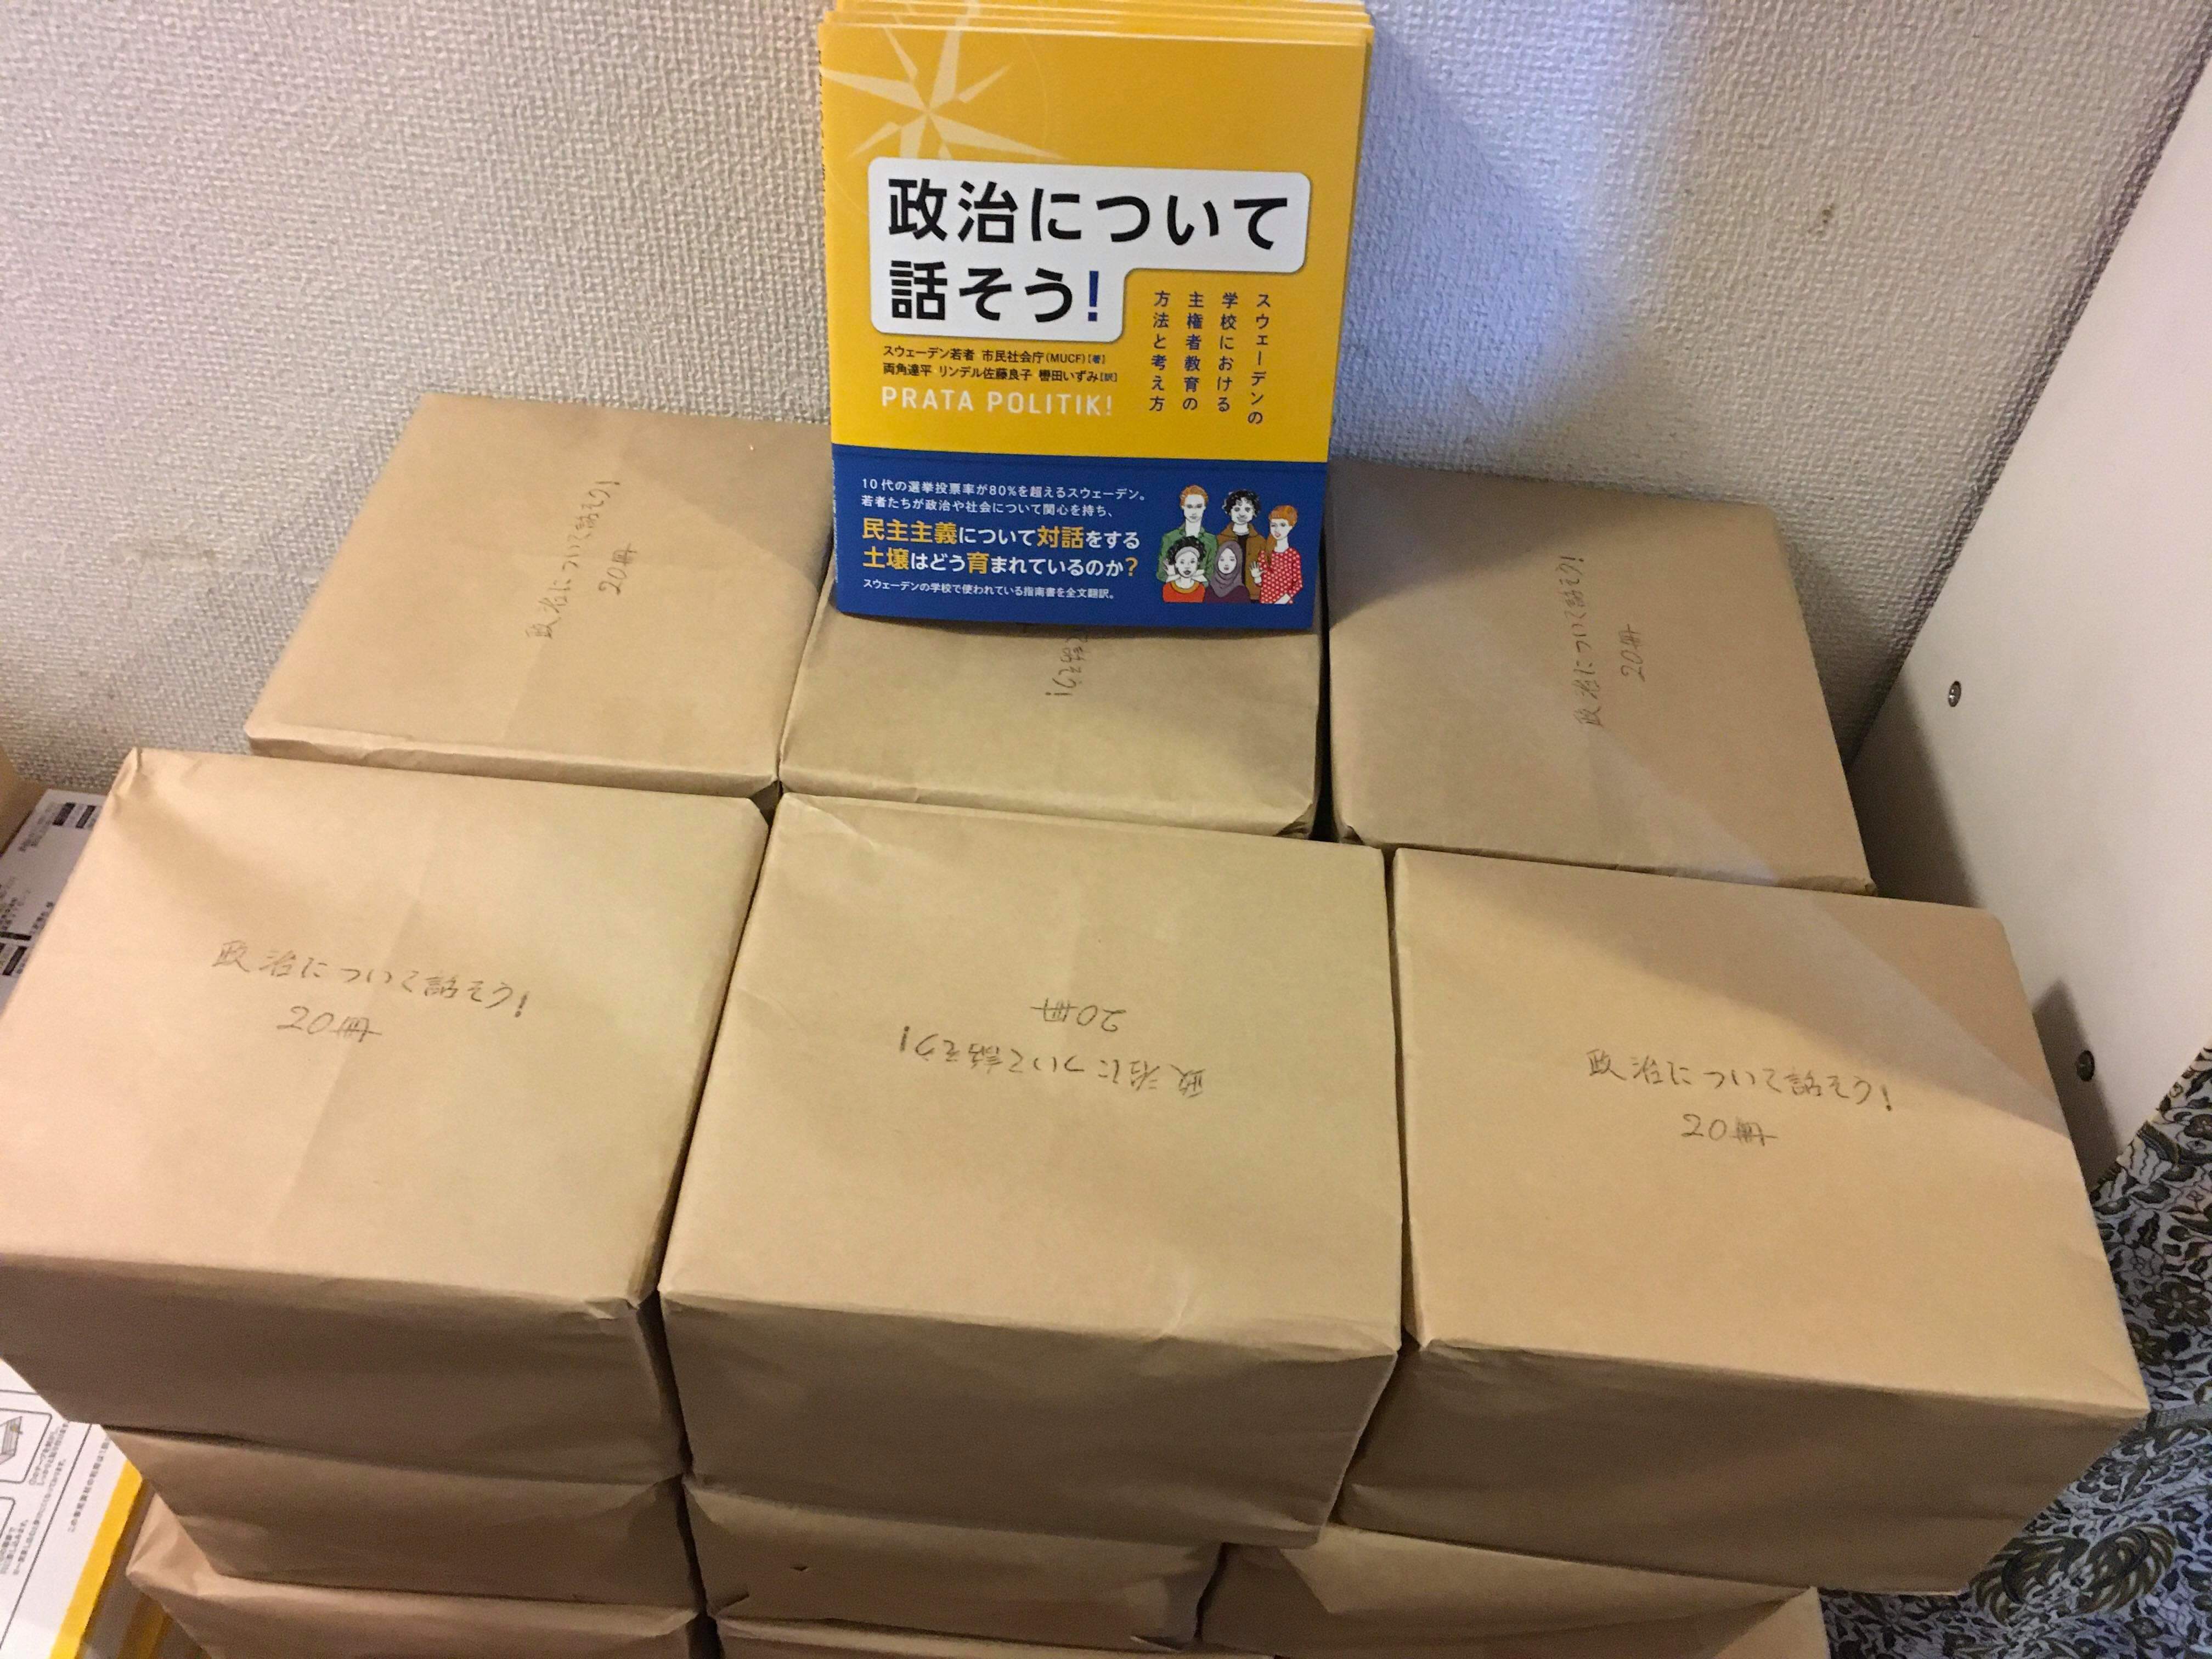 政治について
話そう!
スウェーデンの
学校における
主権者教育の
方法と考え方
スウェーデン若者 市民社会庁(MUCF)[著]
両角達平 リンデル佐藤良子 轡田いずみ[訳]
PRATA POLITIK!
10代の選挙投票率が80%を超えるスウェーデン。
若者たちが政治や社会について関心を持ち、
民主主義について対話をする
土壌はどう育まれているのか?
スウェーデンの学校で使われている指南書を全文翻訳。
政治について話そう!
20冊
て話そう!
政治について話そう!
20冊
政治について話そう!
20冊
政治について話そう!
20冊
政治について話そう!
20冊